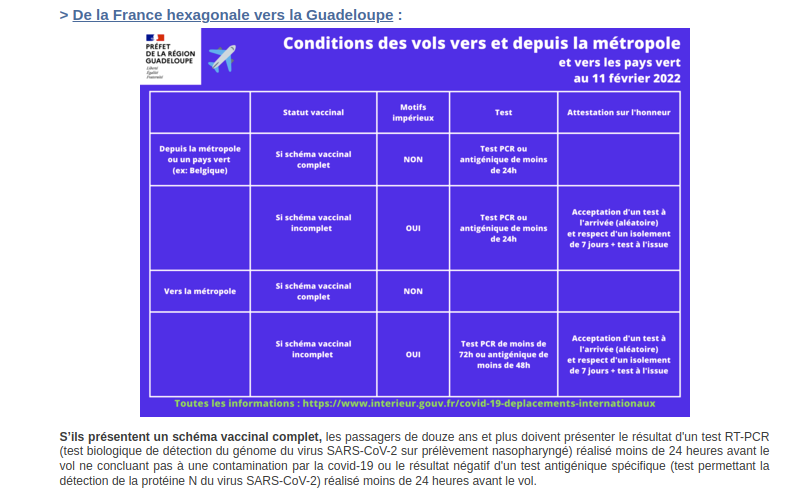 > De la France hexagonale vers la Guadeloupe :
PRÉFET
DE LA RÉGION
GUADELOUPE
Liberté
Égalité
Fraternité
Conditions des vols vers et depuis la métropole
et vers les pays vert
au 11 février 2022
Statut vaccinal
Motifs
impérieux
Test
Attestation sur l'honneur
Depuis la métropole
ou un pays vert
(ex: Belgique)
Si schéma vaccinal
complet
NON
Test PCR ou
antigénique de moins
de 24h
Si schéma vaccinal
incomplet
OUI
Test PCR ou
antigénique de moins
de 24h
Acceptation d'un test à
l'arrivée (aléatoire)
et respect d'un isolement
de 7 jours + test à l'issue
Vers la métropole
Si schéma vaccinal
complet
NON
Si schéma vaccinal
incomplet
OUI
Test PCR de moins de
72h ou antigénique de
moins de 48h
Acceptation d'un test à
l'arrivée (aléatoire)
et respect d'un isolement
de 7 jours + test à l'issue
Toutes les informations : https://www.interieur.gouv.fr/covid-19-deplacements-internationaux
S'ils présentent un schéma vaccinal complet, les passagers de douze ans et plus doivent présenter le résultat d'un test RT-PCR
(test biologique de détection du génome du virus SARS-CoV-2 sur prélèvement nasopharyngé) réalisé moins de 24 heures avant le
vol ne concluant pas à une contamination par la covid-19 ou le résultat négatif d'un test antigénique spécifique (test permettant la
détection de la protéine N du virus SARS-CoV-2) réalisé moins de 24 heures avant le vol.